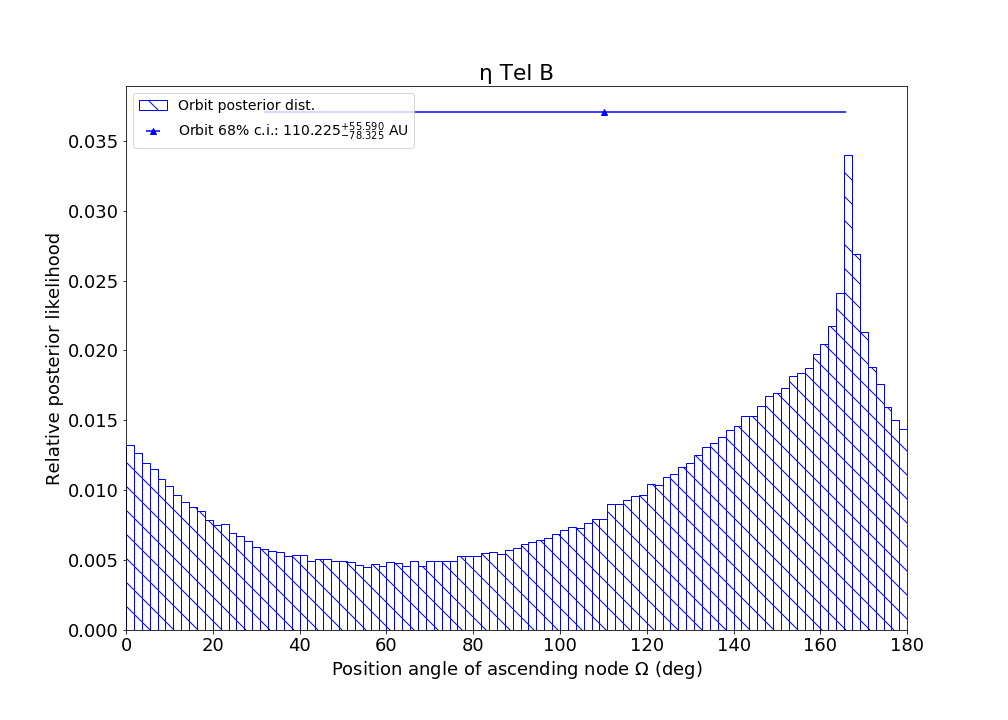 η Tel B
Orbit posterior dist.
Orbit 68% c.i.: 110.225^{+55.590}_{-78.325} AU
0.035
0.030
0.025
0.020
0.015
0.010
0.005
0.000
Relative posterior likelihood
0 20 40 60 80 100 120 140 160 180
Position angle of ascending node Ω (deg)